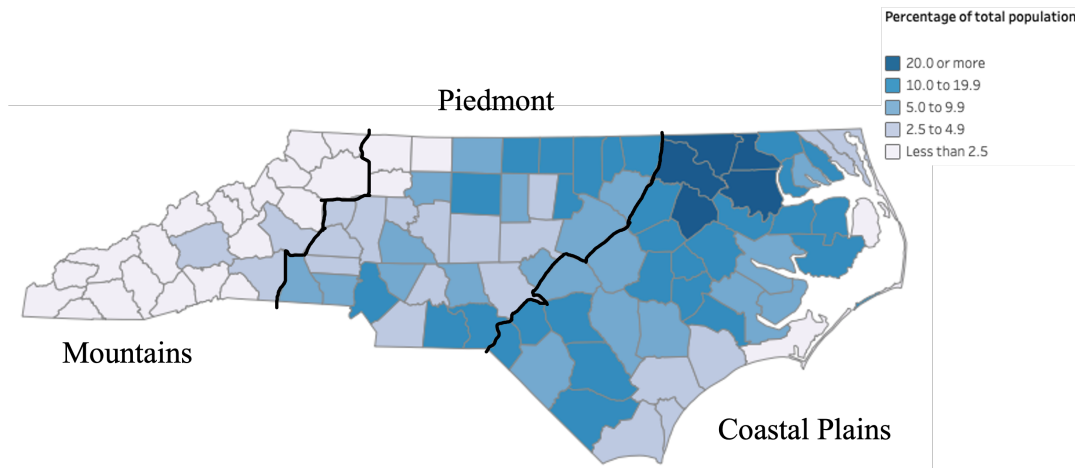 Percentage of total population
20.0 or more
10.0 to 19.9
5.0 to 9.9
2.5 to 4.9
Less than 2.5
Piedmont
Mountains
Coastal Plains